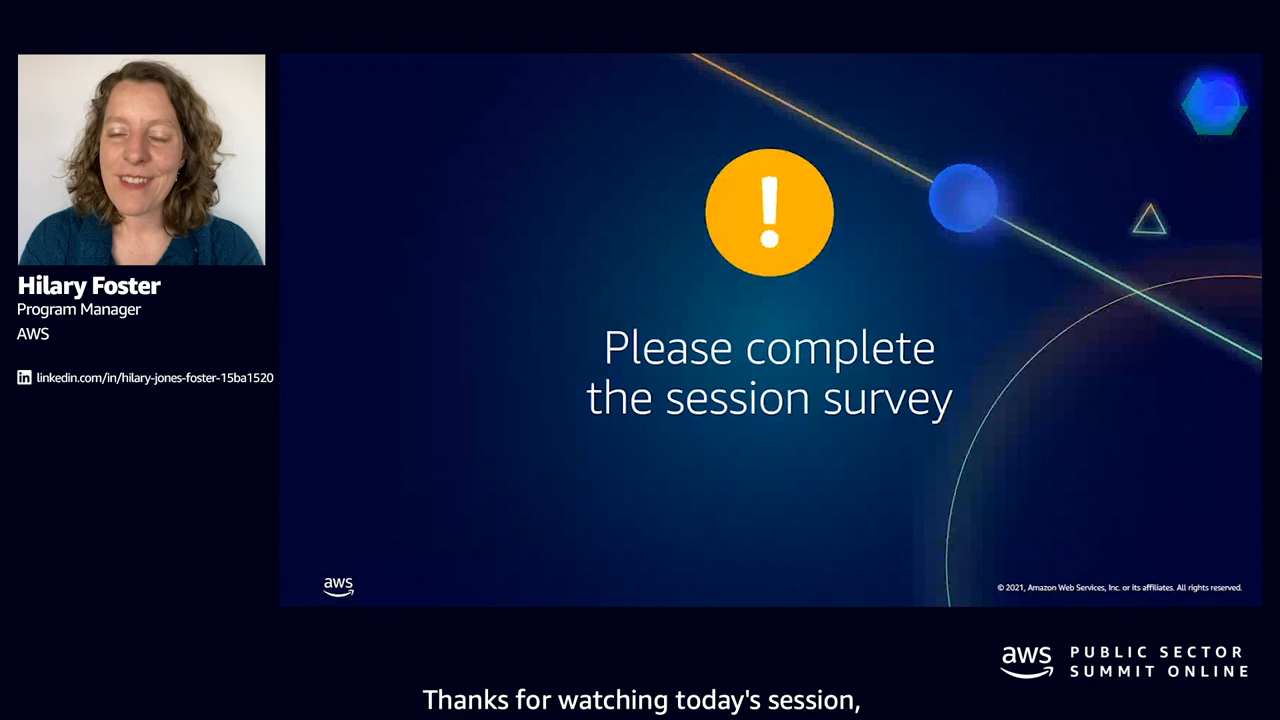 Hilary Foster
Program Manager
AWS
in linkedin.com/in/hilary-jones-foster-15ba1520
!
Please complete
the session survey
aws
© 2021, Amazon Web Services, Inc. or its affiliates. All rights reserved.
aws
PUBLIC SECTOR
SUMMIT ONLINE
Thanks for watching today's session,